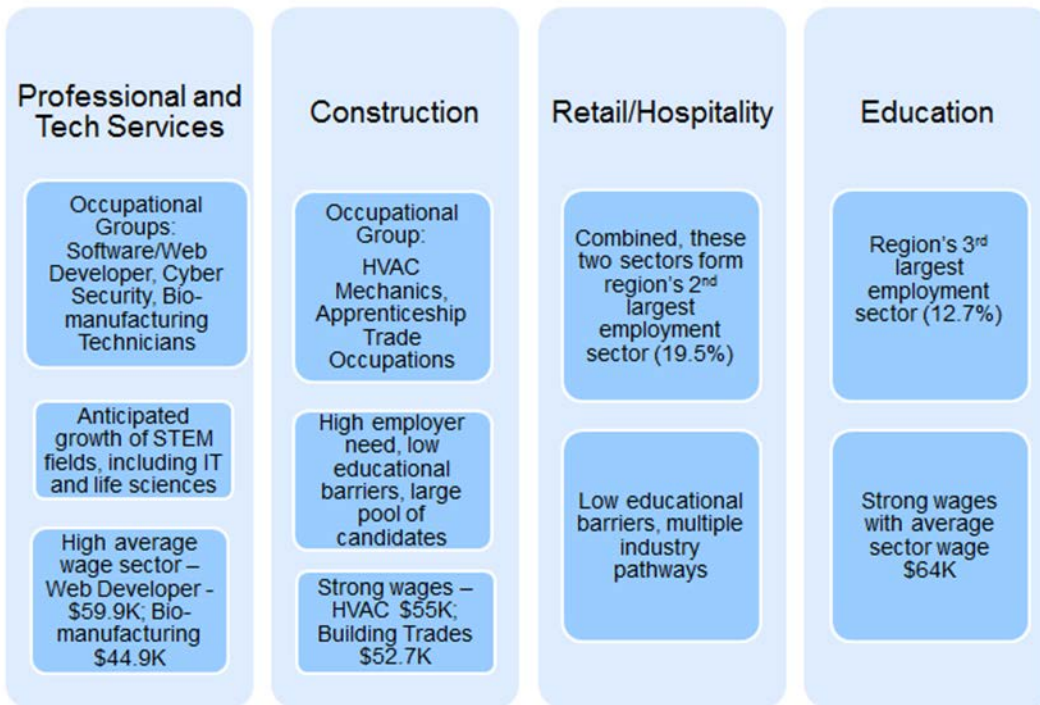 Professional and
Tech Services
Occupational
Groups:
Software/Web
Developer, Cyber
Security, Bio-
manufacturing
Technicians
Anticipated
growth of STEM
fields, including IT
and life sciences
High average
wage sector –
Web Developer -
$59.9K; Bio-
manufacturing
$44.9K
Construction
Occupational
Group:
HVAC
Mechanics,
Apprenticeship
Trade
Occupations
High employer
need, low
educational
barriers, large
pool of
candidates
Strong wages –
HVAC $55K;
Building Trades
$52.7K
Retail/Hospitality
Combined, these
two sectors form
region's 2nd
largest
employment
sector (19.5%)
Low educational
barriers, multiple
industry
pathways
Education
Region's 3rd
largest
employment
sector (12.7%)
Strong wages
with average
sector wage
$64K